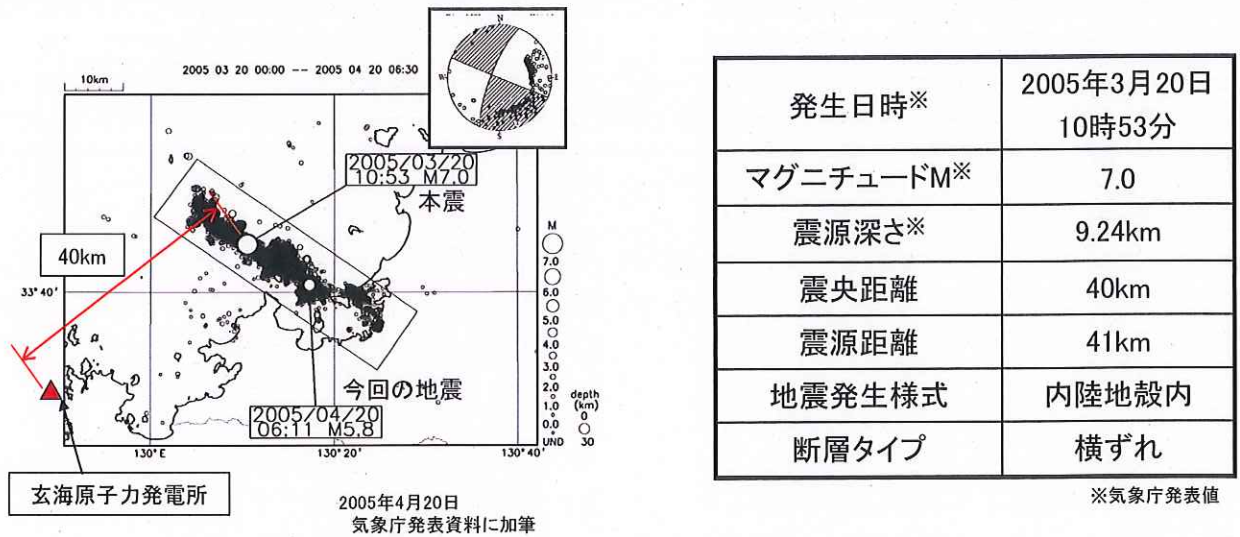 N
W
E
S
2005 03 20 00:00 -- 2005 04 20 06:30
10km
2005/03/20
10:53 M7.0
本震
40km
33°40'
今回の地震
2005/04/20
06:11 M5.8
130°E
130°20'
130°40'
M
7.0
6.0
5.0
4.0
3.0
2.0
1.0
0.0
UND
depth
(km)
0
30
玄海原子力発電所
2005年4月20日
気象庁発表資料に加筆
発生日時※
2005年3月20日
10時53分
マグニチュードM※
7.0
震源深さ※
9.24km
震央距離
40km
震源距離
41km
地震発生様式
内陸地殻内
断層タイプ
横ずれ
※気象庁発表値